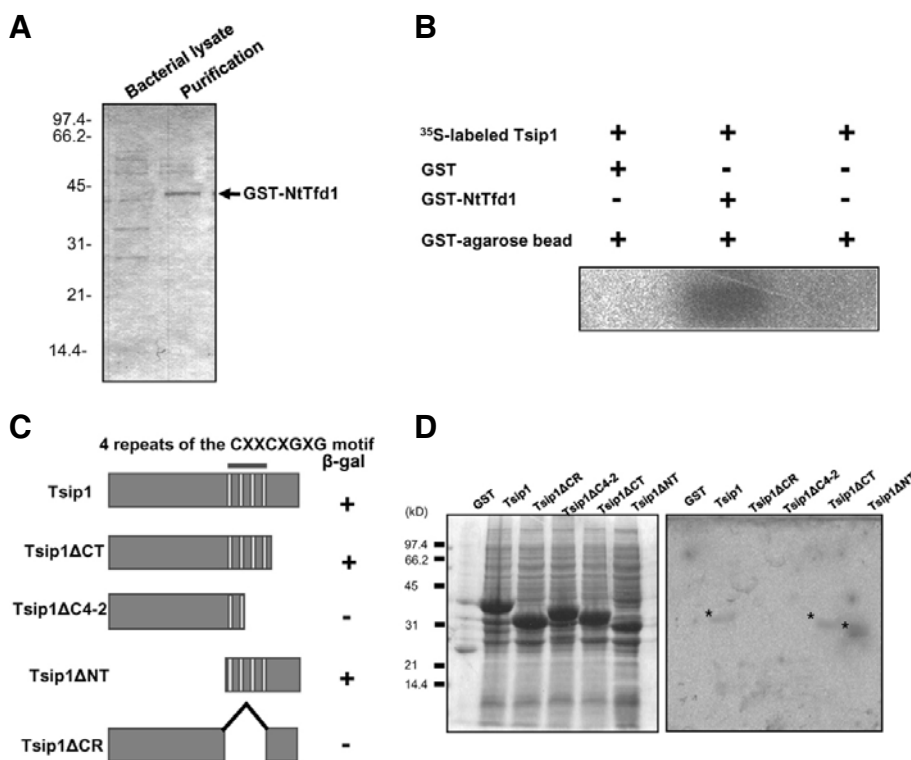 A
Bacterial lysate
Purification
97.4-
66.2-
45-
31-
21-
14.4-
GST-NtTfd1
B
35S-labeled Tsip1 + + +
GST + - -
GST-NtTfd1 - + -
GST-agarose bead + + +
C
4 repeats of the CXXCXGXG motif
β-gal
Tsip1 +
Tsip1ΔCT +
Tsip1ΔC4-2 -
Tsip1ΔNT +
Tsip1ΔCR -
D
GST Tsip1 Tsip1ΔCR Tsip1ΔC4-2 Tsip1ΔCT Tsip1ΔNT
(kD)
97.4
66.2
45
31
21
14.4
GST Tsip1 Tsip1ΔCR Tsip1ΔC4-2 Tsip1ΔCT Tsip1ΔNT
* * *